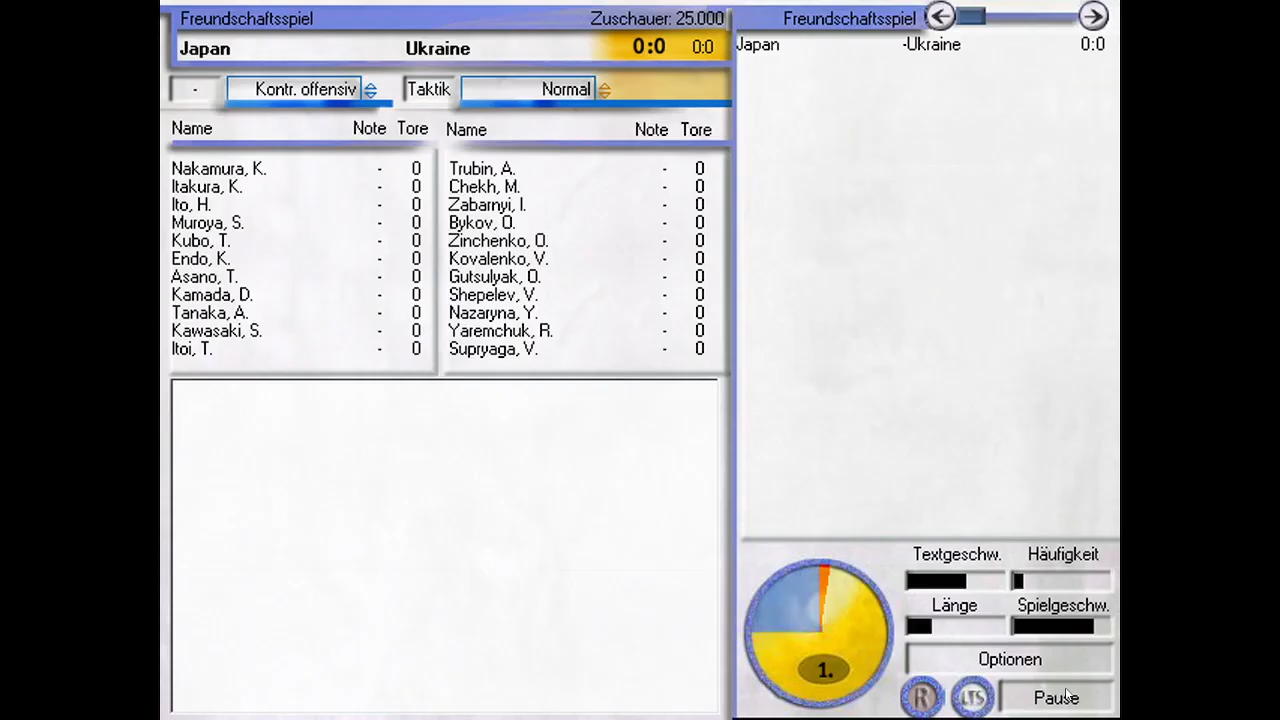 Freundschaftsspiel Zuschauer: 25.000
Japan Ukraine 0:0 0:0
- Kontr. offensiv Taktik Normal
Name Note Tore
Nakamura, K. - 0
Itakura, K. - 0
Ito, H. - 0
Muroya, S. - 0
Kubo, T. - 0
Endo, K. - 0
Asano, T. - 0
Kamada, D. - 0
Tanaka, A. - 0
Kawasaki, S. - 0
Itoi, T. - 0
Name Note Tore
Trubin, A. - 0
Chekh, M. - 0
Zabarnyi, I. - 0
Bykov, O. - 0
Zinchenko, O. - 0
Kovalenko, V. - 0
Gutsulyak, O. - 0
Shepelev, V. - 0
Nazaryna, Y. - 0
Yaremchuk, R. - 0
Supryaga, V. - 0
Freundschaftsspiel
Japan -Ukraine 0:0
Textgeschw. Häufigkeit
Länge Spielgeschw.
Optionen
1.
R LTS Pause